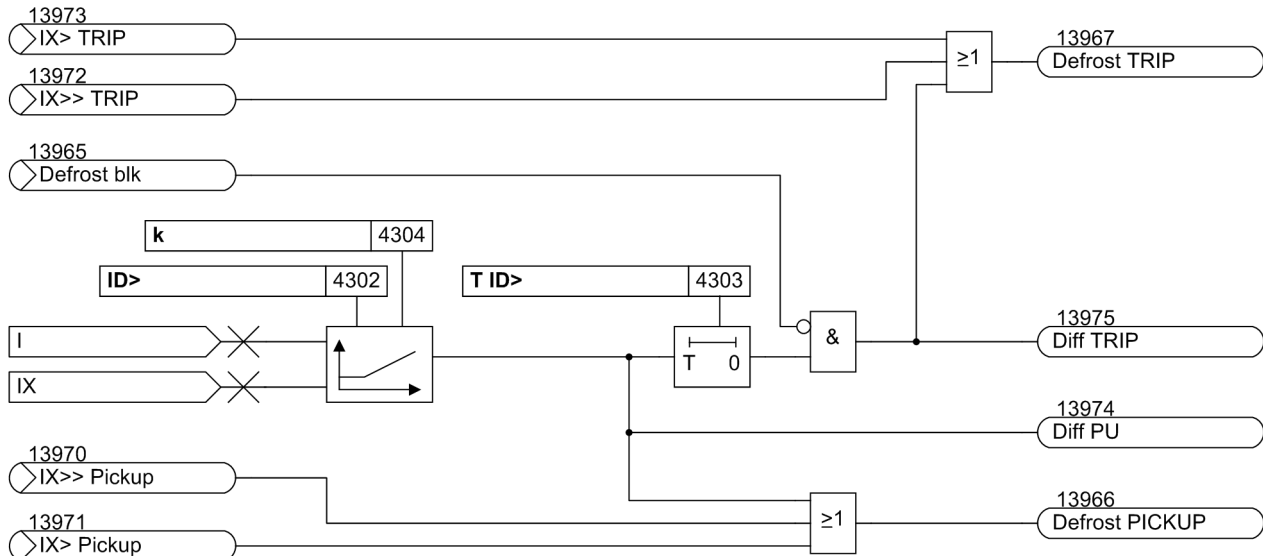 13973
IX> TRIP
≥1
13967
Defrost TRIP
13972
IX>> TRIP
13965
Defrost blk
k 4304
ID> 4302
T ID> 4303
I
IX
T 0
&
13975
Diff TRIP
13974
Diff PU
13970
IX>> Pickup
13971
IX> Pickup
≥1
13966
Defrost PICKUP